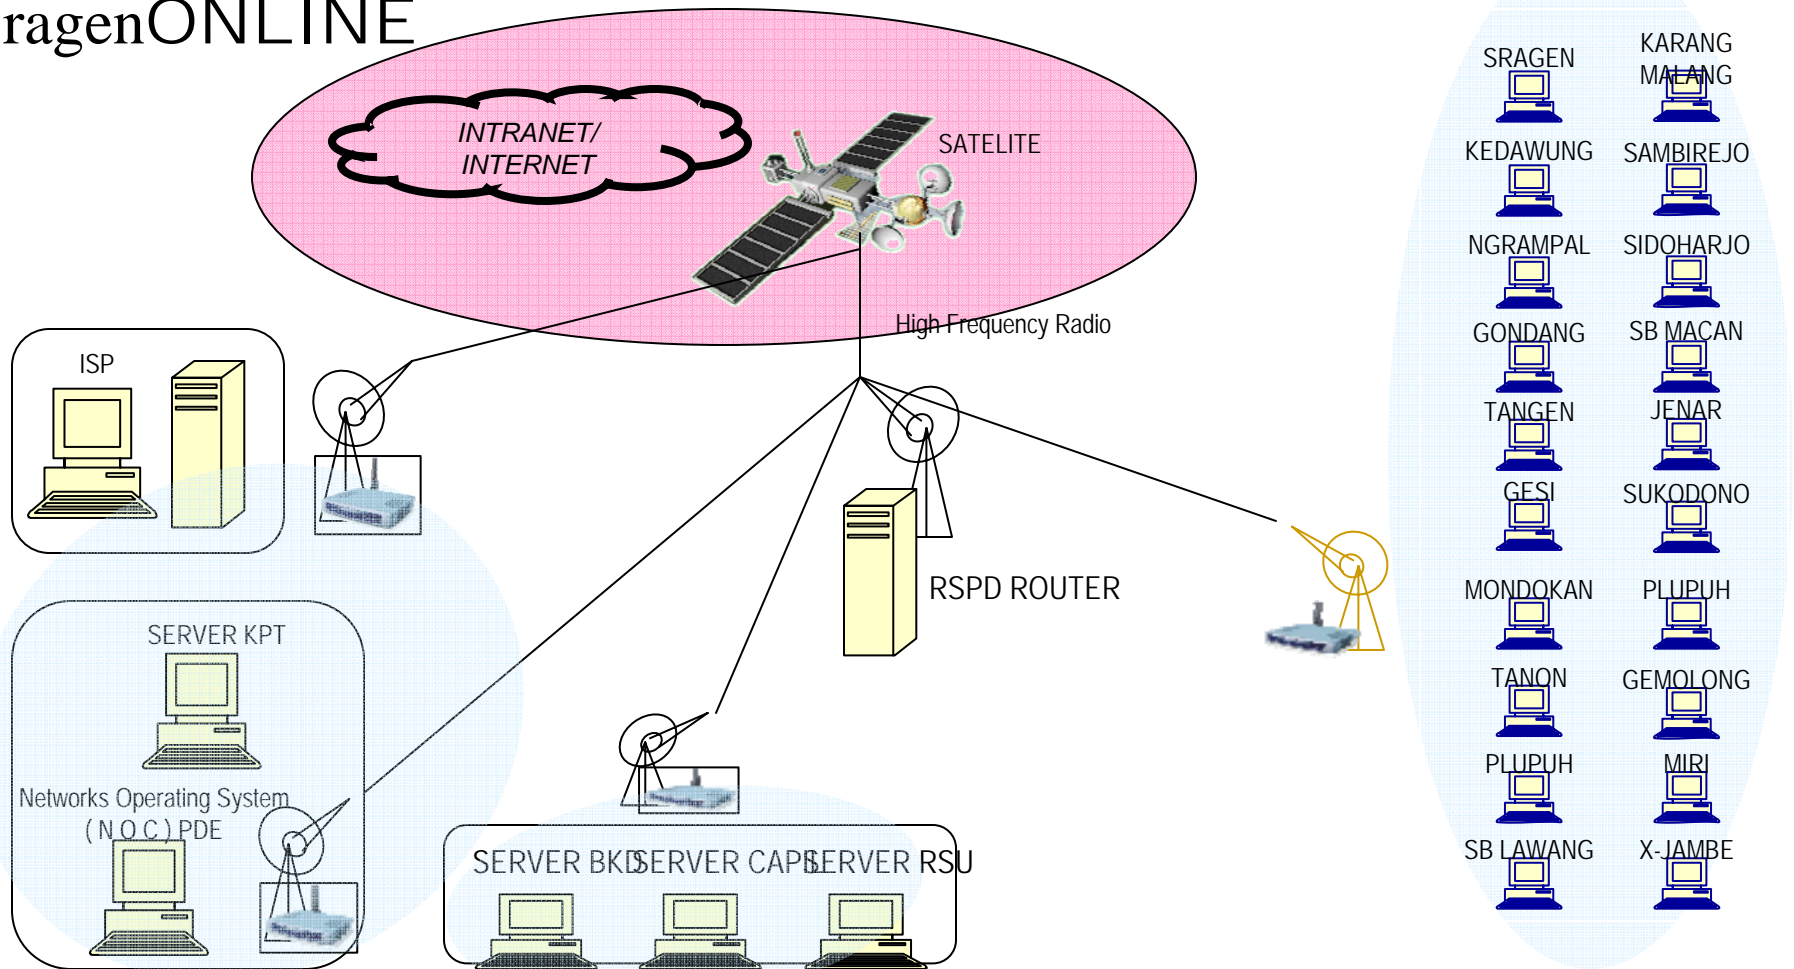 ragenONLINE
INTRANET/
INTERNET
SATELITE
High Frequency Radio
ISP
RSPD ROUTER
SERVER KPT
Networks Operating System
( N O C ) PDE
SERVER BKD
SERVER CAPIL
SERVER RSU
SRAGEN
KARANG
MALANG
KEDAWUNG
SAMBIREJO
NGRAMPAL
SIDOHARJO
GONDANG
SB MACAN
TANGEN
JENAR
GESI
SUKODONO
MONDOKAN
PLUPUH
TANON
GEMOLONG
PLUPUH
MIRI
SB LAWANG
X-JAMBE